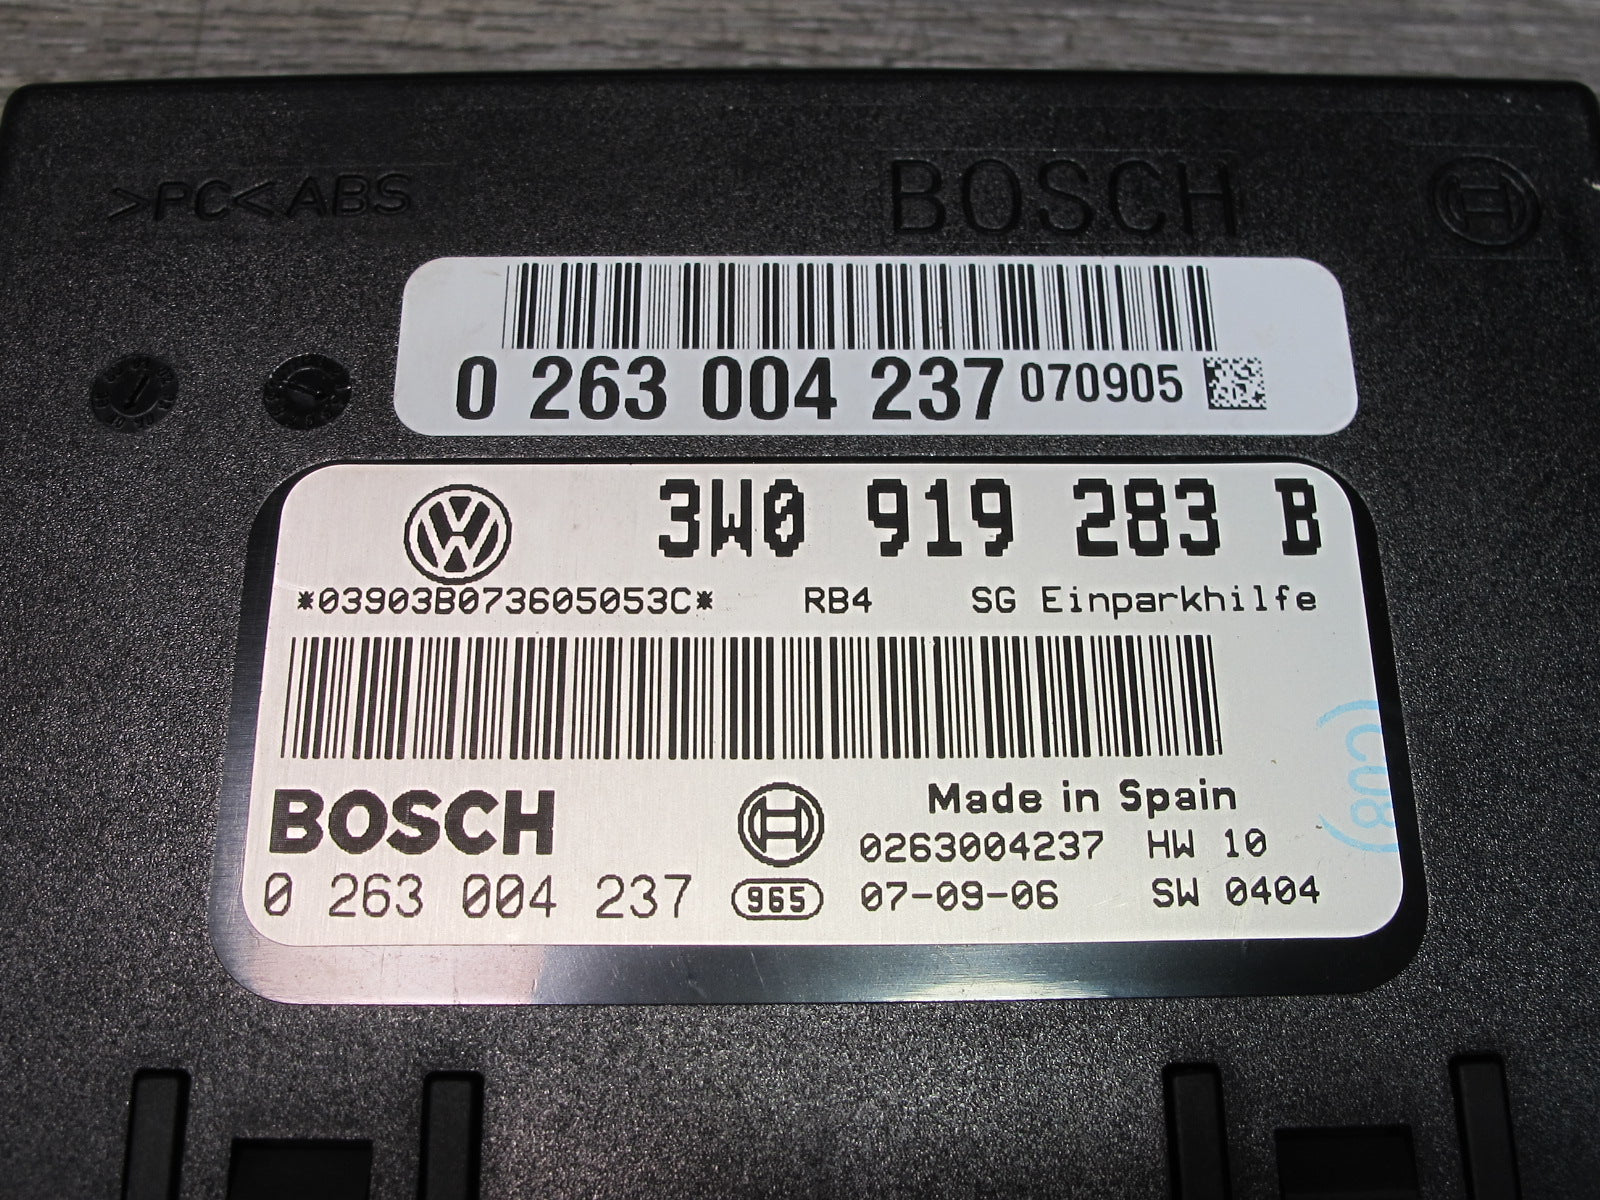 >PC<ABS
BOSCH
0 263 004 237 070905
3W0 919 283 B
*03903B073605053C* RB4 SG Einparkhilfe
BOSCH
Made in Spain
0263004237 HW 10
0 263 004 237
965
07-09-06 SW 0404
(C08)